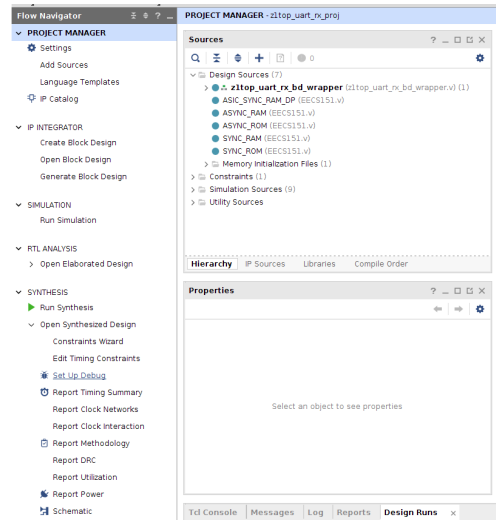 Flow Navigator
PROJECT MANAGER
Settings
Add Sources
Language Templates
IP Catalog
IP INTEGRATOR
Create Block Design
Open Block Design
Generate Block Design
SIMULATION
Run Simulation
RTL ANALYSIS
Open Elaborated Design
SYNTHESIS
Run Synthesis
Open Synthesized Design
Constraints Wizard
Edit Timing Constraints
Set Up Debug
Report Timing Summary
Report Clock Networks
Report Clock Interaction
Report Methodology
Report DRC
Report Utilization
Report Power
Schematic
PROJECT MANAGER - z1top_uart_rx_proj
Sources
0
Design Sources (7)
z1top_uart_rx_bd_wrapper (z1top_uart_rx_bd_wrapper.v) (1)
ASIC_SYNC_RAM_DP (EECS151.v)
ASYNC_RAM (EECS151.v)
ASYNC_ROM (EECS151.v)
SYNC_RAM (EECS151.v)
SYNC_ROM (EECS151.v)
Memory Initialization Files (1)
Constraints (1)
Simulation Sources (9)
Utility Sources
Hierarchy IP Sources Libraries Compile Order
Properties
Select an object to see properties
Tcl Console Messages Log Reports Design Runs